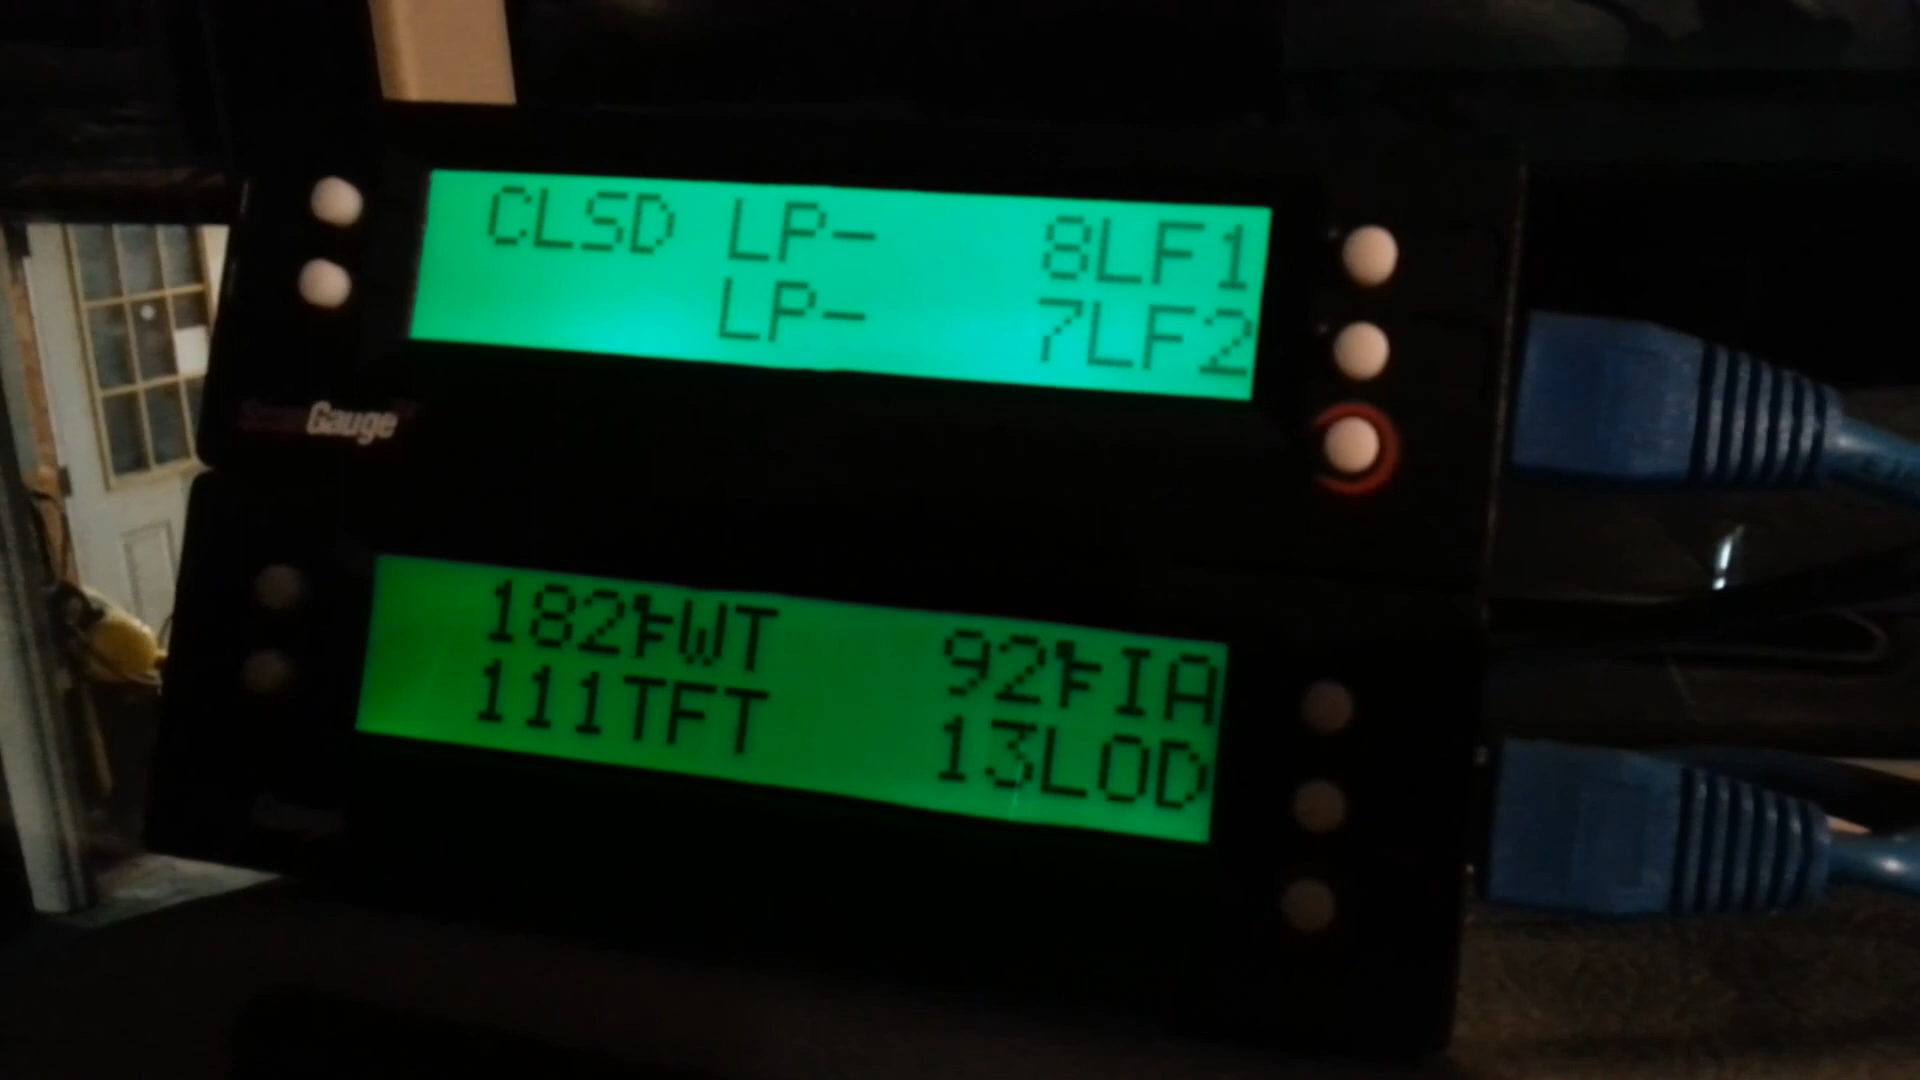 CLSD LP- 8LF1
LP- 7LF2
ScanGauge
182°FWT 92°FIA
111TFT 13LOD